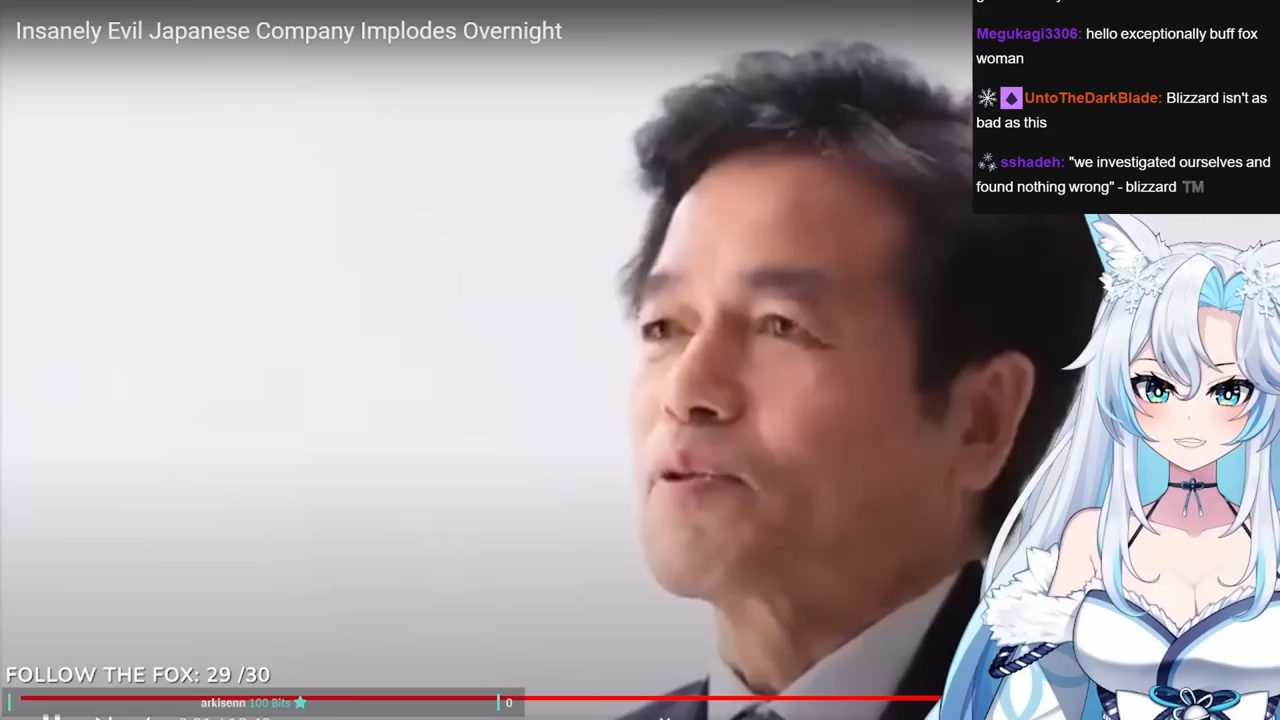 Insanely Evil Japanese Company Implodes Overnight
Megukagi3306: hello exceptionally buff fox
woman
UntoTheDarkBlade: Blizzard isn't as
bad as this
sshadeh: "we investigated ourselves and
found nothing wrong" - blizzard ™️
FOLLOW THE FOX: 29 /30
arkisenn 100 Bits
0